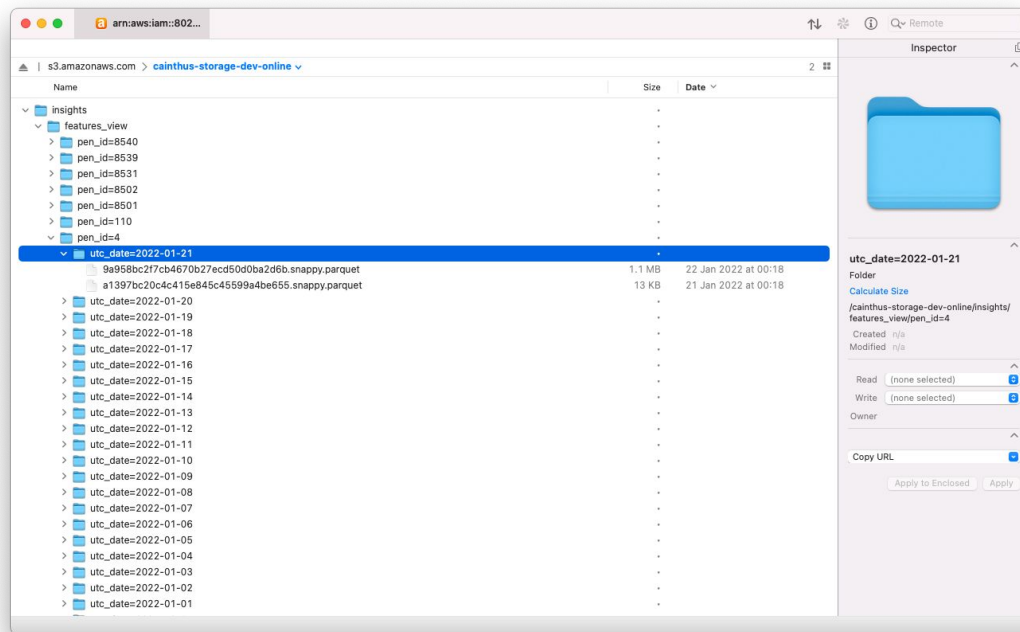 arn:aws:iam::802...
Remote
s3.amazonaws.com > cainthus-storage-dev-online
2
Name Size Date
insights
features_view
pen_id=8540
pen_id=8539
pen_id=8531
pen_id=8502
pen_id=8501
pen_id=110
pen_id=4
utc_date=2022-01-21
9a958bc2f7cb4670b27ecd50d0ba2d6b.snappy.parquet 1.1 MB 22 Jan 2022 at 00:18
a1397bc20c4c415e845c45599a4be655.snappy.parquet 13 KB 21 Jan 2022 at 00:18
utc_date=2022-01-20
utc_date=2022-01-19
utc_date=2022-01-18
utc_date=2022-01-17
utc_date=2022-01-16
utc_date=2022-01-15
utc_date=2022-01-14
utc_date=2022-01-13
utc_date=2022-01-12
utc_date=2022-01-11
utc_date=2022-01-10
utc_date=2022-01-09
utc_date=2022-01-08
utc_date=2022-01-07
utc_date=2022-01-06
utc_date=2022-01-05
utc_date=2022-01-04
utc_date=2022-01-03
utc_date=2022-01-02
utc_date=2022-01-01
Inspector
utc_date=2022-01-21
Folder
Calculate Size
/cainthus-storage-dev-online/insights/
features_view/pen_id=4
Created n/a
Modified n/a
Read (none selected)
Write (none selected)
Owner
Copy URL
Apply to Enclosed Apply